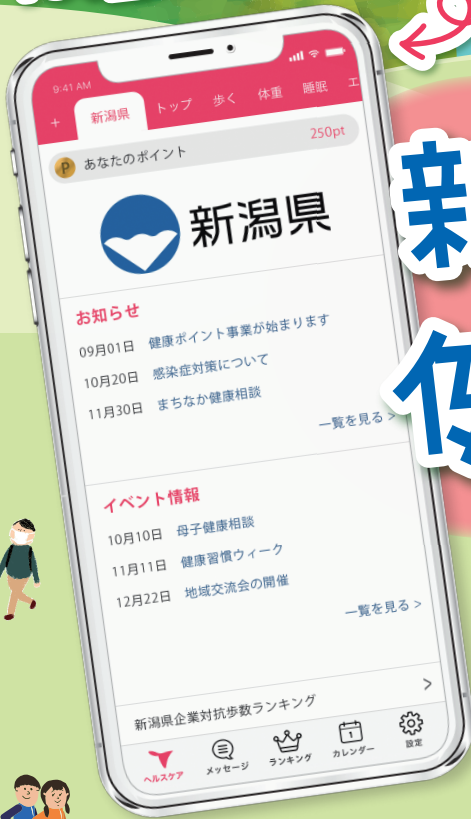 9:41 AM
+ 新潟県 トップ 歩く 体重 睡眠 エ
P あなたのポイント 250pt
新潟県
お知らせ
09月01日 健康ポイント事業が始まります
10月20日 感染症対策について
11月30日 まちなか健康相談
一覧を見る >
イベント情報
10月10日 母子健康相談
11月11日 健康習慣ウィーク
12月22日 地域交流会の開催
一覧を見る >
新潟県企業対抗歩数ランキング >
ヘルスケア メッセージ ランキング カレンダー 設定
1
新